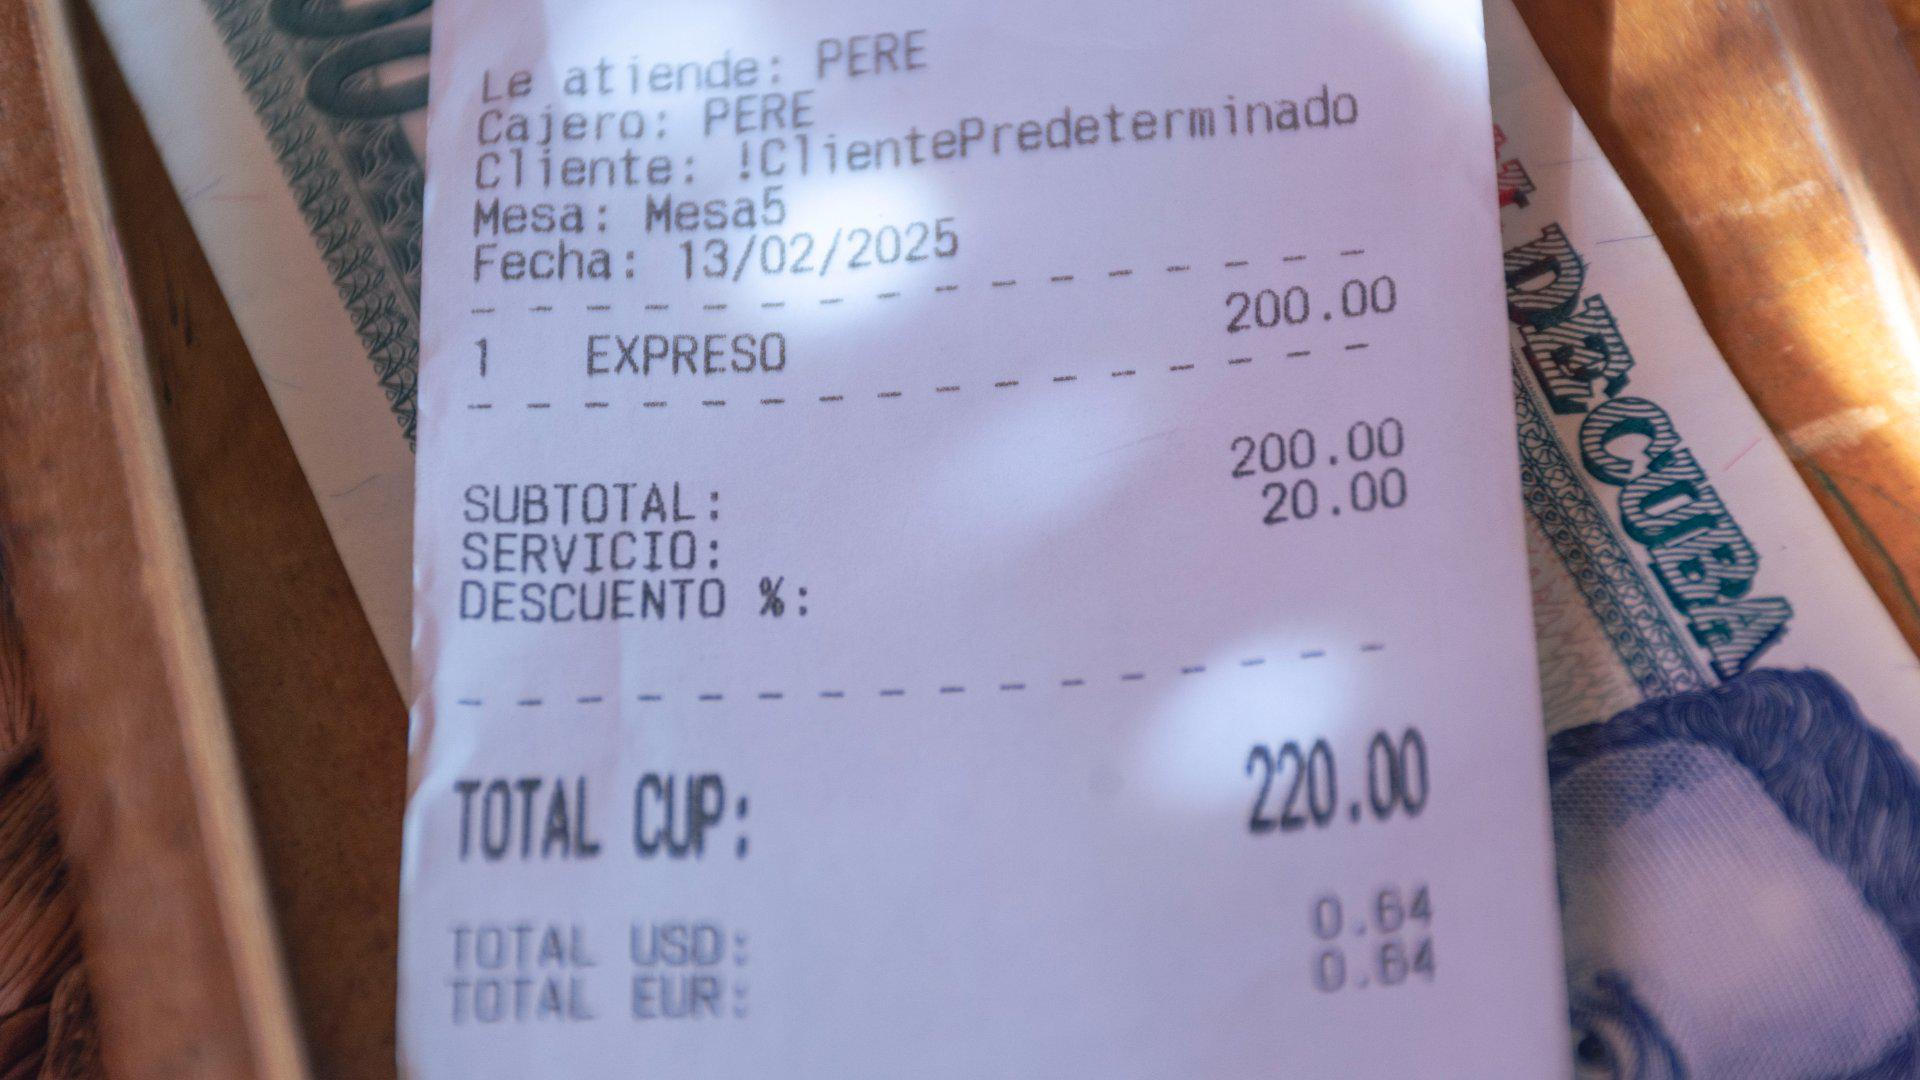 Le atiende: PERE
Cajero: PERE
Cliente: !ClientePredeterminado
Mesa: Mesa5
Fecha: 13/02/2025
1 EXPRESO 200.00
SUBTOTAL: 200.00
SERVICIO: 20.00
DESCUENTO %:
TOTAL CUP: 220.00
TOTAL USD: 0.64
TOTAL EUR: 0.64
DE CUBA